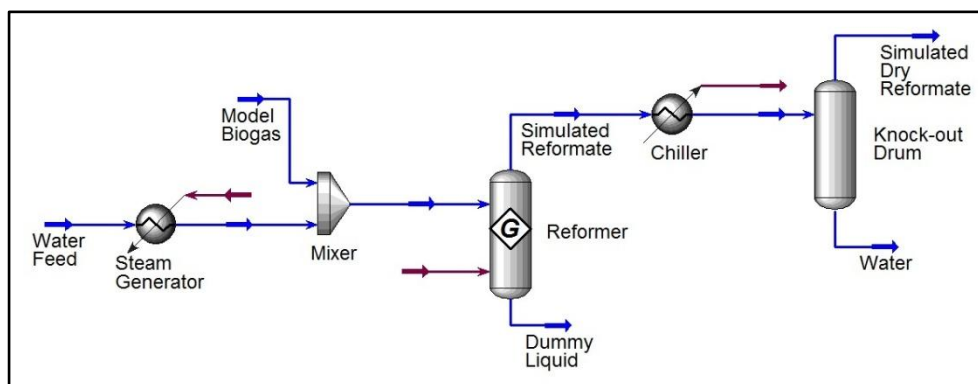 Water
Feed
Steam
Generator
Model
Biogas
Mixer
Simulated
Reformate
G
Reformer
Dummy
Liquid
Chiller
Simulated
Dry
Reformate
Knock-out
Drum
Water